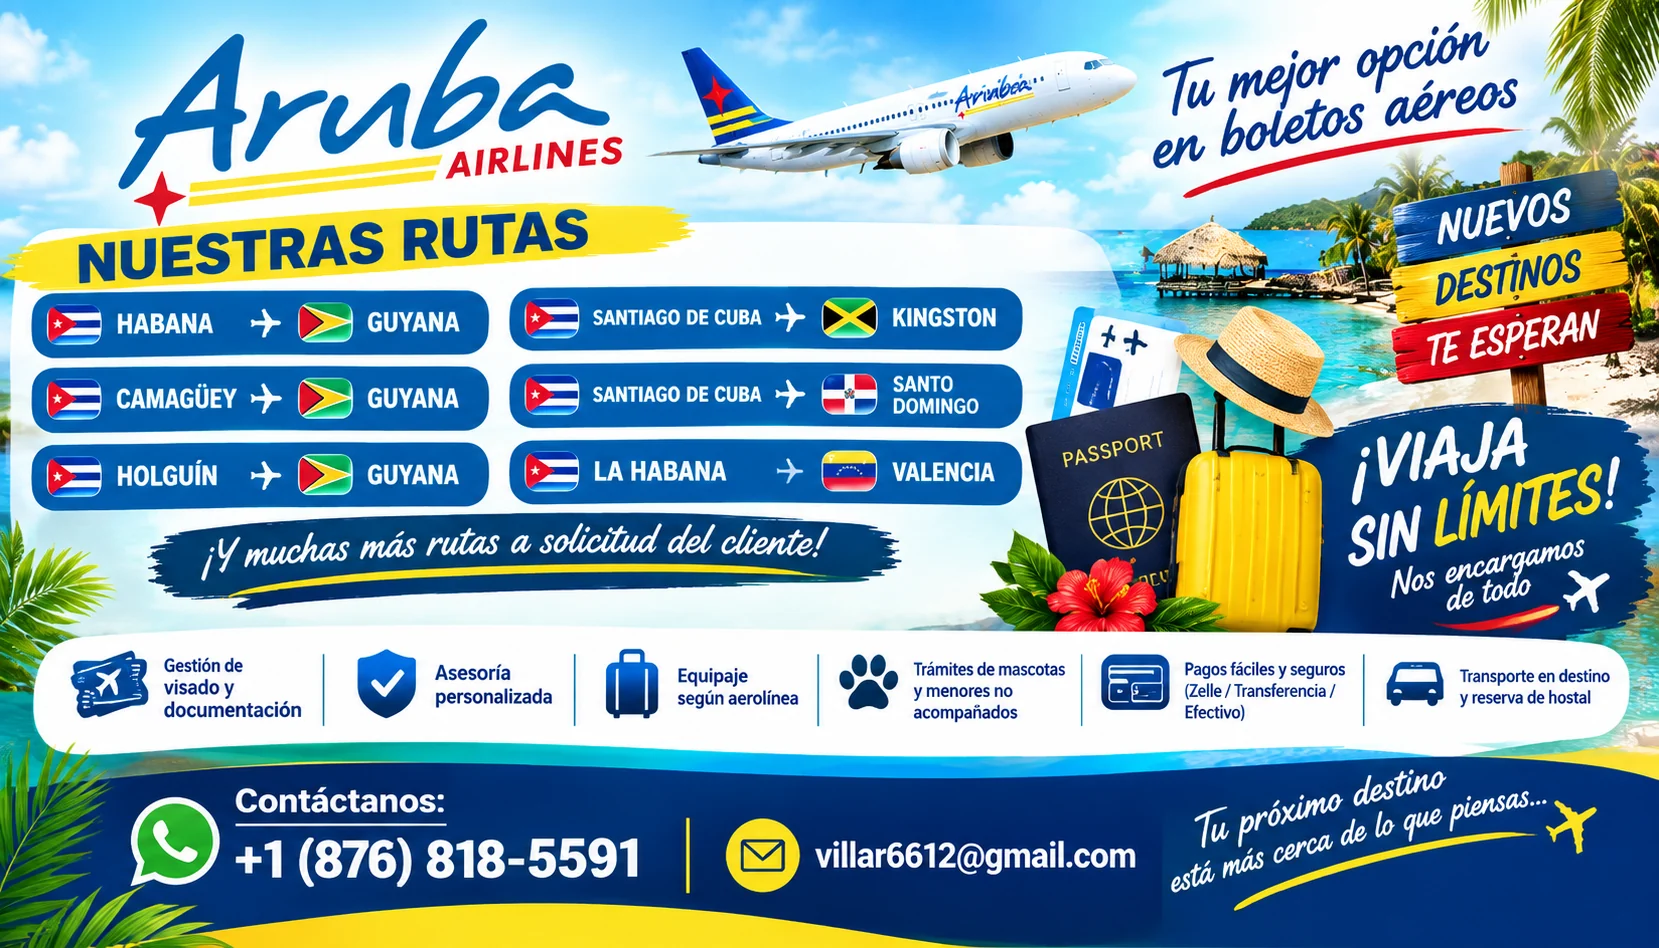 Aruba
AIRLINES
Tu mejor opción
en boletos aéreos
NUESTRAS RUTAS
HABANA GUYANA
SANTIAGO DE CUBA KINGSTON
CAMAGÜEY GUYANA
SANTIAGO DE CUBA SANTO
DOMINGO
HOLGUÍN GUYANA
LA HABANA VALENCIA
¡Y muchas más rutas a solicitud del cliente!
NUEVOS
DESTINOS
TE ESPERAN
PASSPORT
¡VIAJA
SIN LÍMITES!
Nos encargamos
de todo
Gestión de
visado y
documentación
Asesoría
personalizada
Equipaje
según aerolínea
Trámites de mascotas
y menores no
acompañados
Pagos fáciles y seguros
(Zelle / Transferencia /
Efectivo)
Transporte en destino
y reserva de hostal
Contáctanos:
+1 (876) 818-5591
villar6612@gmail.com
Tu próximo destino
está más cerca de lo que piensas...